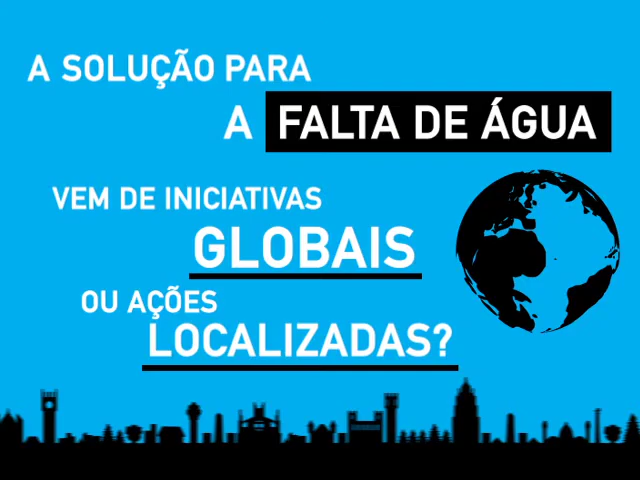 A SOLUÇÃO PARA
A FALTA DE ÁGUA
VEM DE INICIATIVAS
GLOBAIS
OU AÇÕES
LOCALIZADAS?